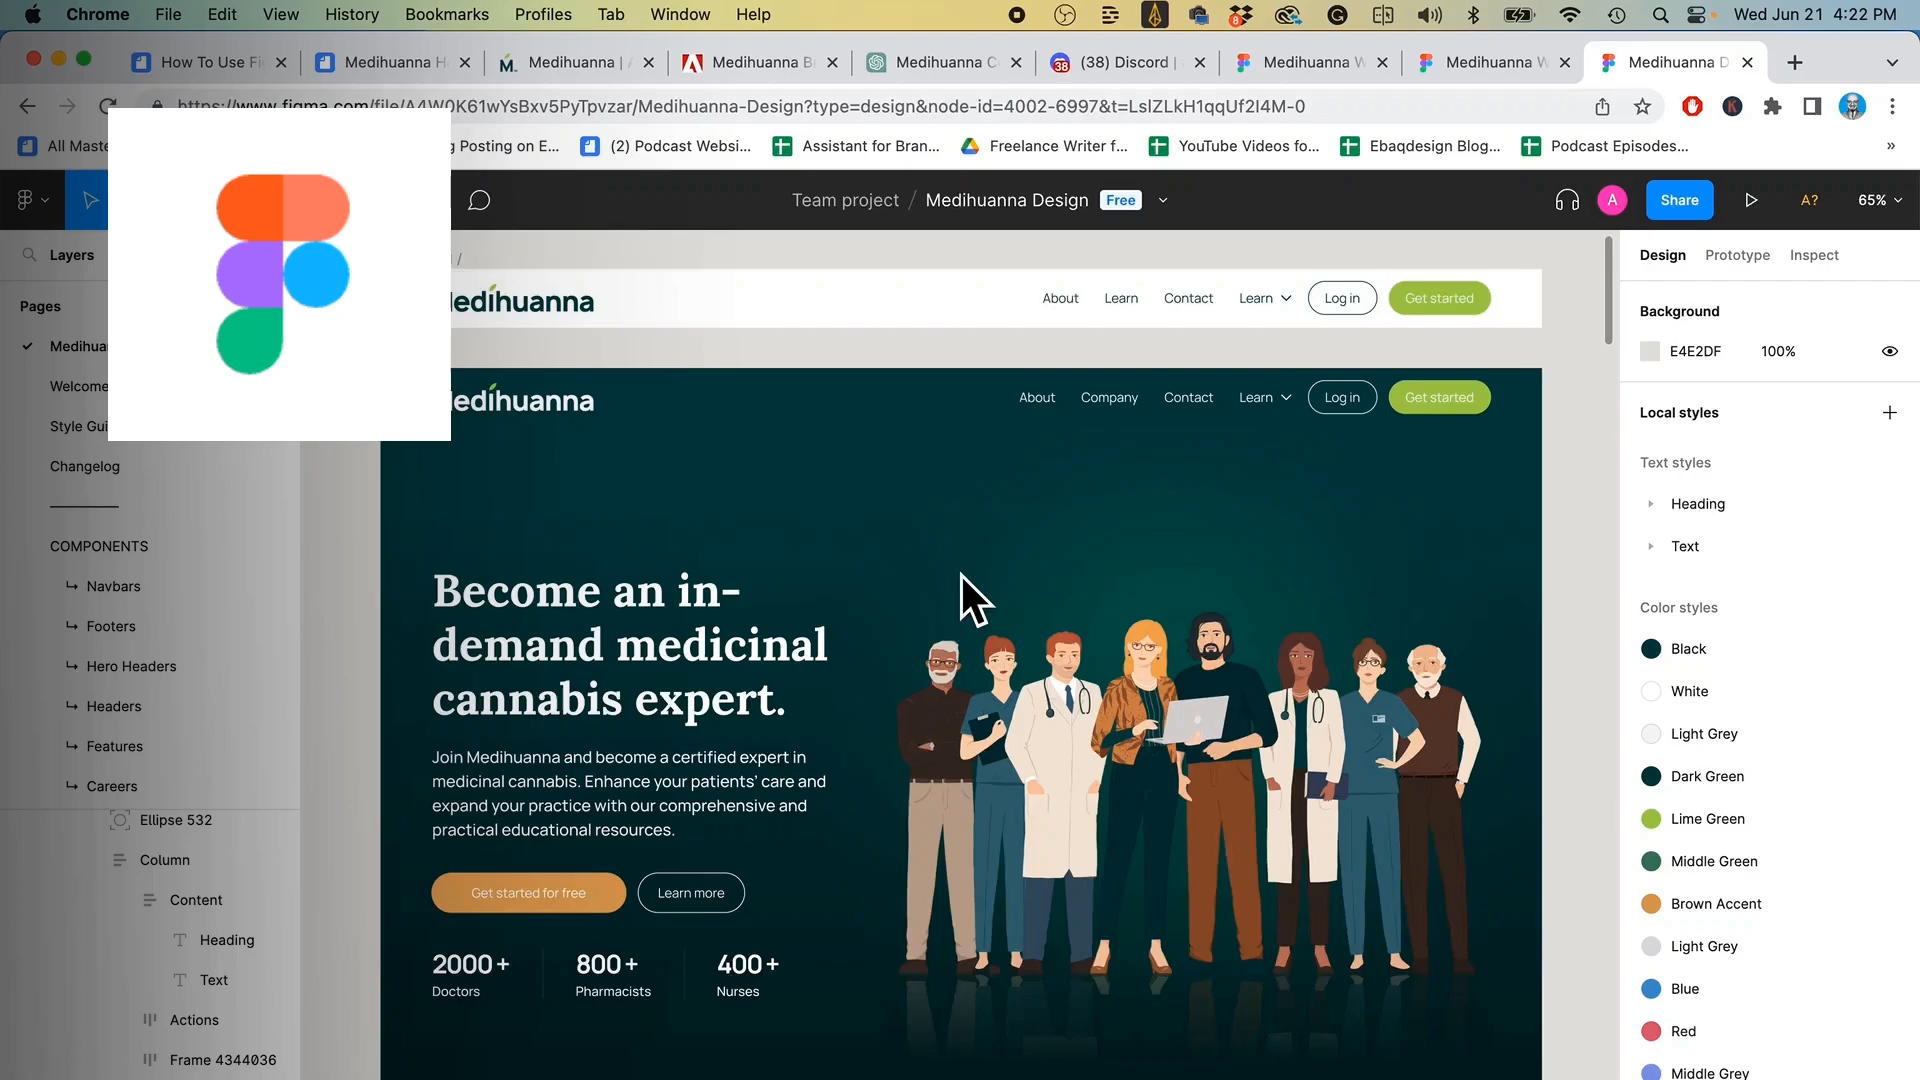 Chrome File Edit View History Bookmarks Profiles Tab Window Help
8
Wed Jun 21 4:22 PM
How To Use Fi
Medihuanna H
Medihuanna |
Medihuanna B
Medihuanna C
(38) Discord |
Medihuanna W
Medihuanna W
Medihuanna D
https://www.figma.com/file/A4W0K61wYsBxv5PyTpvzar/Medihuanna-Design?type=design&node-id=4002-6997&t=LsIZLkH1qqUf2I4M-0
All Maste
g Posting on E...
(2) Podcast Websi...
Assistant for Bran...
Freelance Writer f...
YouTube Videos fo...
Ebaqdesign Blog...
Podcast Episodes...
Team project / Medihuanna Design Free
A
Share
A?
65%
Layers
Pages
Medihuan
Welcome
Style Gui
Changelog
COMPONENTS
Navbars
Footers
Hero Headers
Headers
Features
Careers
Ellipse 532
Column
Content
Heading
Text
Actions
Frame 4344036
/
edihuanna
About Learn Contact Learn Log in Get started
edihuanna
About Company Contact Learn Log in Get started
Become an in-
demand medicinal
cannabis expert.
Join Medihuanna and become a certified expert in
medicinal cannabis. Enhance your patients’ care and
expand your practice with our comprehensive and
practical educational resources.
Get started for free Learn more
2000+ 800+ 400+
Doctors Pharmacists Nurses
Design Prototype Inspect
Background
E4E2DF 100%
Local styles
Text styles
Heading
Text
Color styles
Black
White
Light Grey
Dark Green
Lime Green
Middle Green
Brown Accent
Light Grey
Blue
Red
Middle Grey